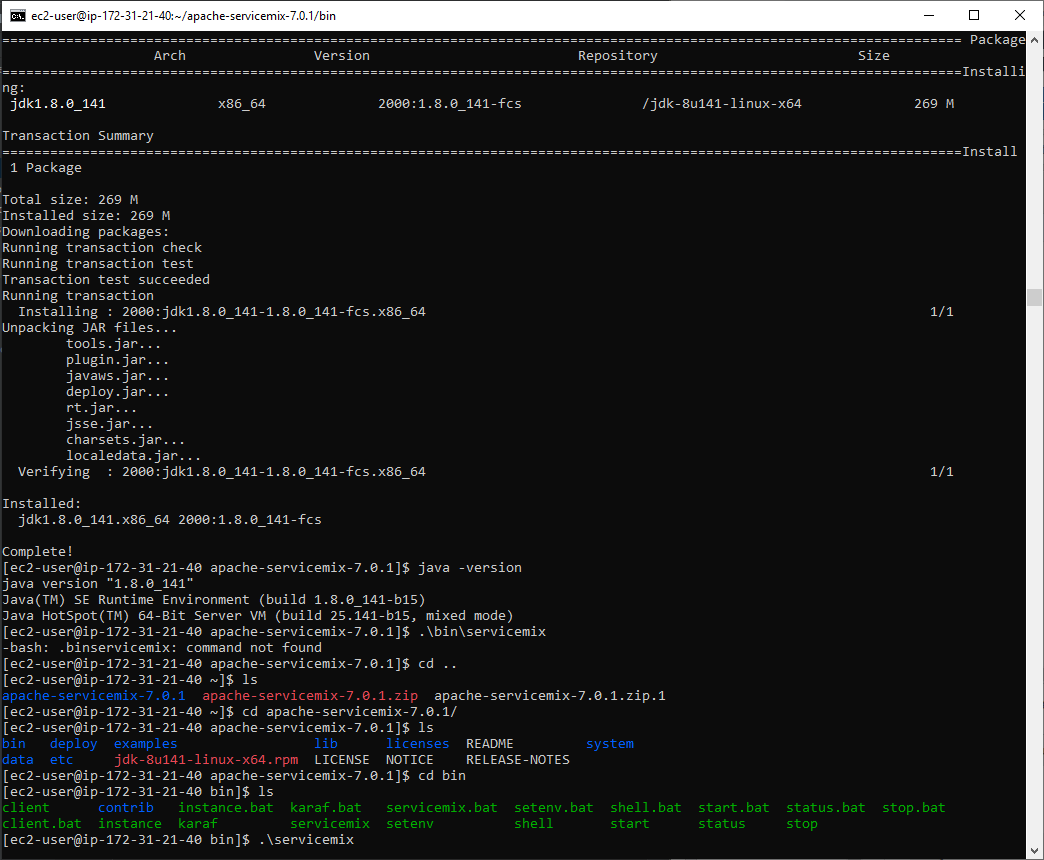 ec2-user@ip-172-31-21-40:~/apache-servicemix-7.0.1/bin
======================================================================================================================== Package
                   Arch                Version                             Repository                         Size
========================================================================================================================Installi
ng:
 jdk1.8.0_141              x86_64              2000:1.8.0_141-fcs               /jdk-8u141-linux-x64              269 M

Transaction Summary
========================================================================================================================Install
 1 Package

Total size: 269 M
Installed size: 269 M
Downloading packages:
Running transaction check
Running transaction test
Transaction test succeeded
Running transaction
  Installing : 2000:jdk1.8.0_141-1.8.0_141-fcs.x86_64                                                               1/1
Unpacking JAR files...
        tools.jar...
        plugin.jar...
        javaws.jar...
        deploy.jar...
        rt.jar...
        jsse.jar...
        charsets.jar...
        localedata.jar...
  Verifying  : 2000:jdk1.8.0_141-1.8.0_141-fcs.x86_64                                                               1/1

Installed:
  jdk1.8.0_141.x86_64 2000:1.8.0_141-fcs

Complete!
[ec2-user@ip-172-31-21-40 apache-servicemix-7.0.1]$ java -version
java version "1.8.0_141"
Java(TM) SE Runtime Environment (build 1.8.0_141-b15)
Java HotSpot(TM) 64-Bit Server VM (build 25.141-b15, mixed mode)
[ec2-user@ip-172-31-21-40 apache-servicemix-7.0.1]$ .\bin\servicemix
-bash: .binservicemix: command not found
[ec2-user@ip-172-31-21-40 apache-servicemix-7.0.1]$ cd ..
[ec2-user@ip-172-31-21-40 ~]$ ls
apache-servicemix-7.0.1  apache-servicemix-7.0.1.zip  apache-servicemix-7.0.1.zip.1
[ec2-user@ip-172-31-21-40 ~]$ cd apache-servicemix-7.0.1/
[ec2-user@ip-172-31-21-40 apache-servicemix-7.0.1]$ ls
bin   deploy  examples                 lib      licenses  README         system
data  etc     jdk-8u141-linux-x64.rpm  LICENSE  NOTICE    RELEASE-NOTES
[ec2-user@ip-172-31-21-40 apache-servicemix-7.0.1]$ cd bin
[ec2-user@ip-172-31-21-40 bin]$ ls
client      contrib   instance.bat  karaf.bat   servicemix.bat  setenv.bat  shell.bat  start.bat  status.bat  stop.bat
client.bat  instance  karaf         servicemix  setenv          shell       start      status     stop
[ec2-user@ip-172-31-21-40 bin]$ .\servicemix